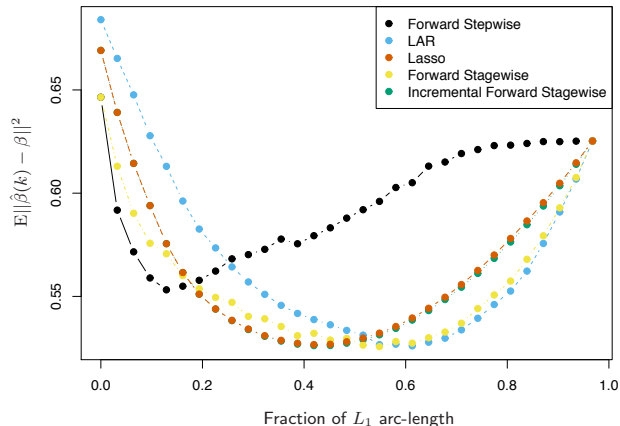 Forward Stepwise
LAR
Lasso
Forward Stagewise
Incremental Forward Stagewise
E||β̂(k) − β||²
0.65
0.60
0.55
0.0 0.2 0.4 0.6 0.8 1.0
Fraction of L₁ arc-length